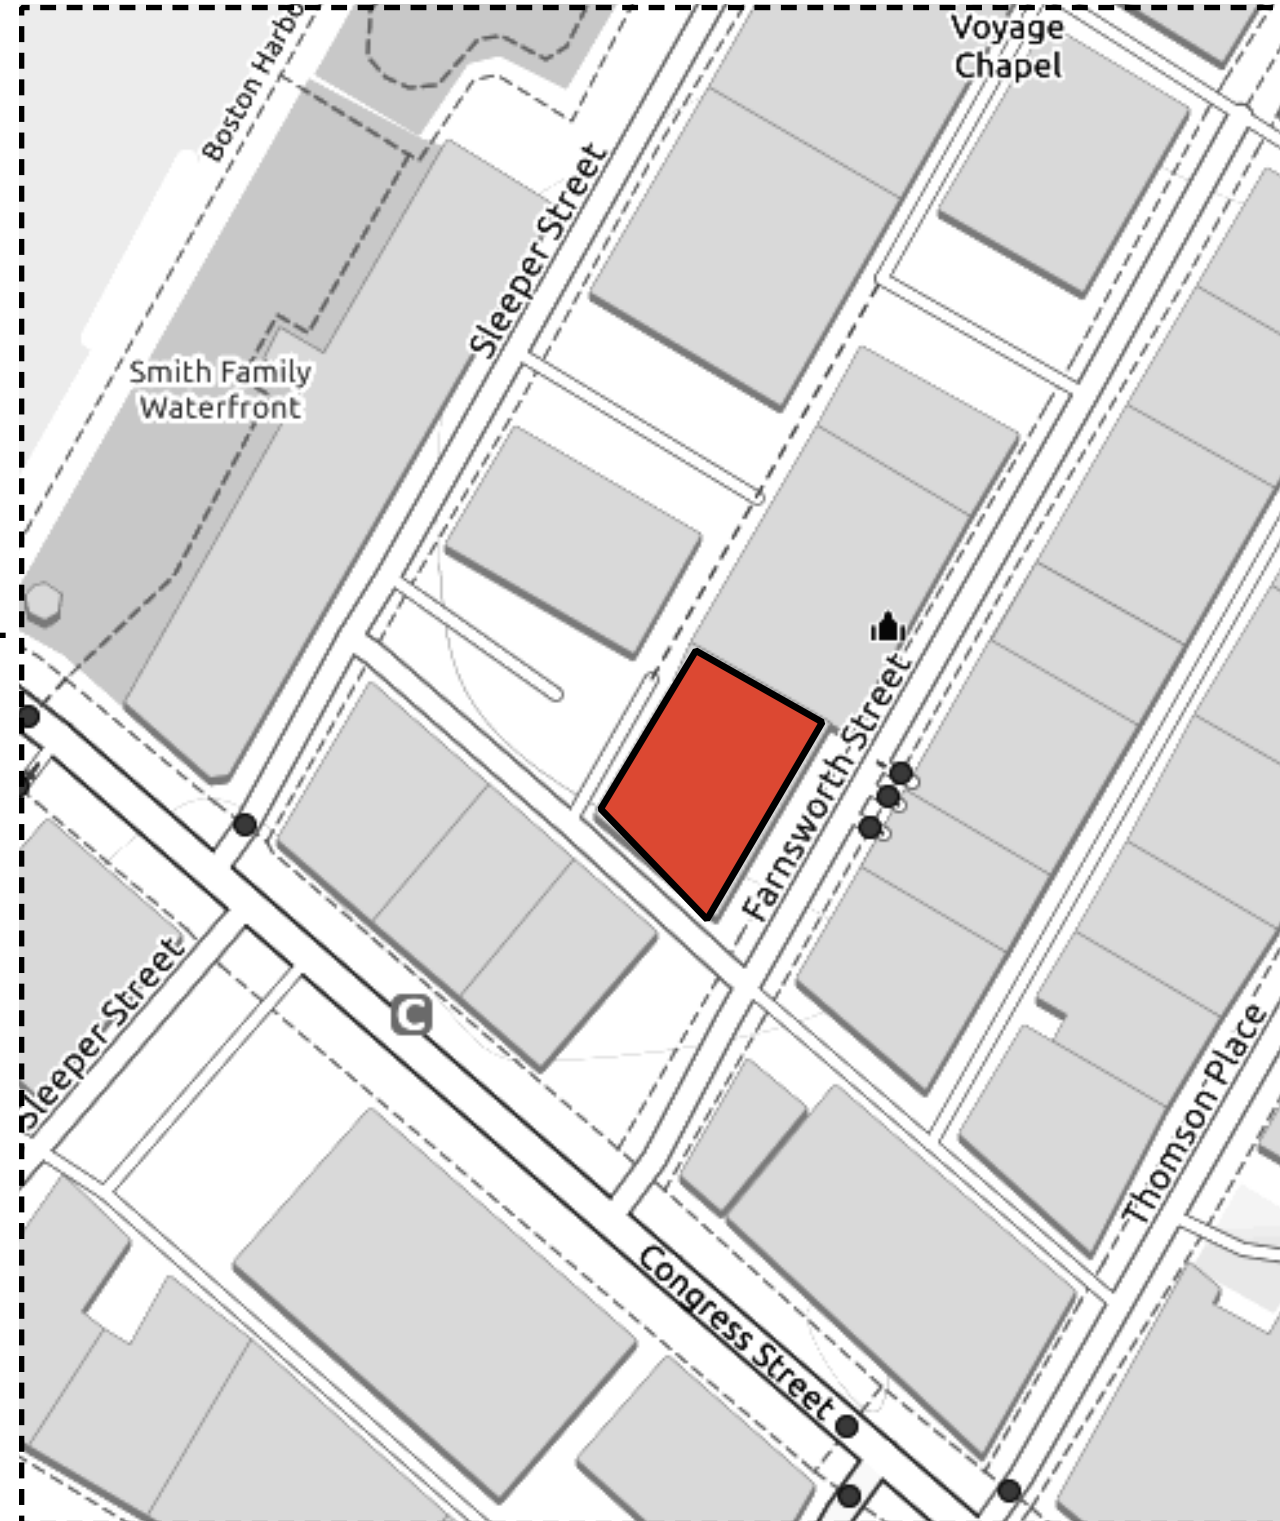 Voyage
Chapel
Boston Harbo
Sleeper Street
Smith Family
Waterfront
Farnsworth Street
Sleeper Street
C
Thomson Place
Congress Street